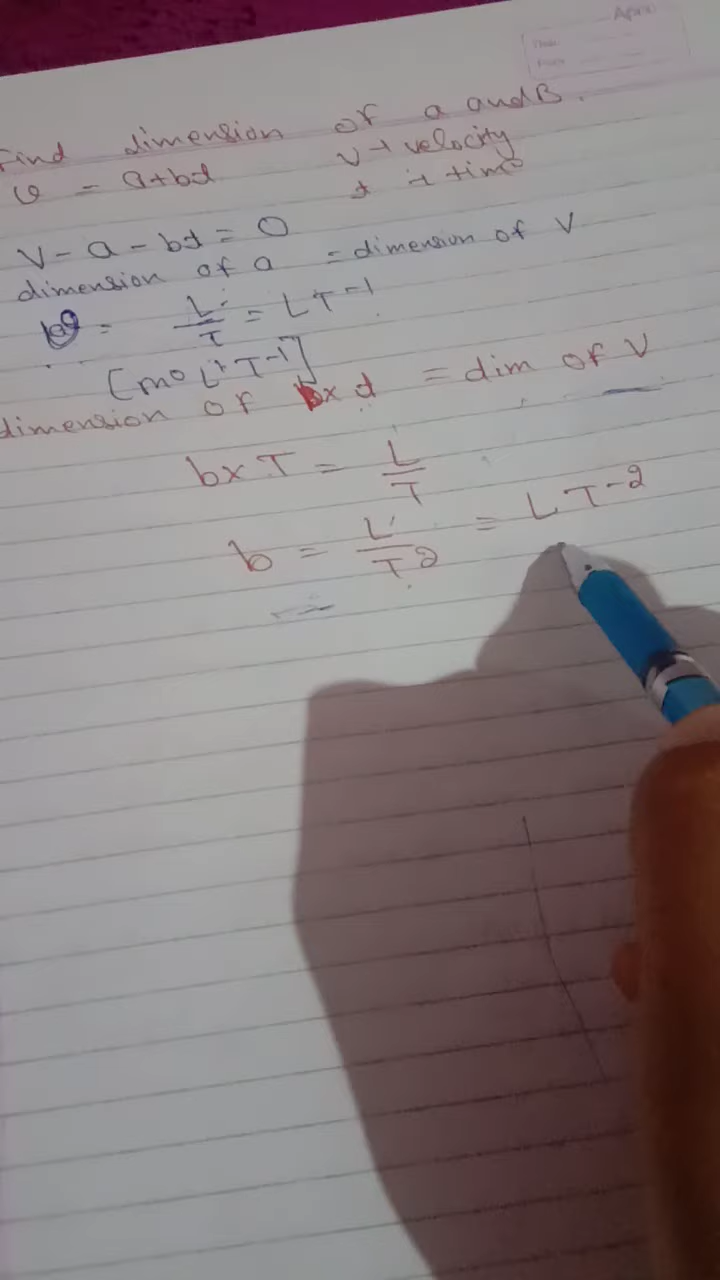 April
Find dimension of a and B.
v = a+bt v → velocity
t → time
v - a - bt = 0
dimension of a = dimension of V
= L/T = LT-1
[M0 L1 T-1]
dimension of b x t = dim of V
b x T = L/T
b = L/T2 = LT-2